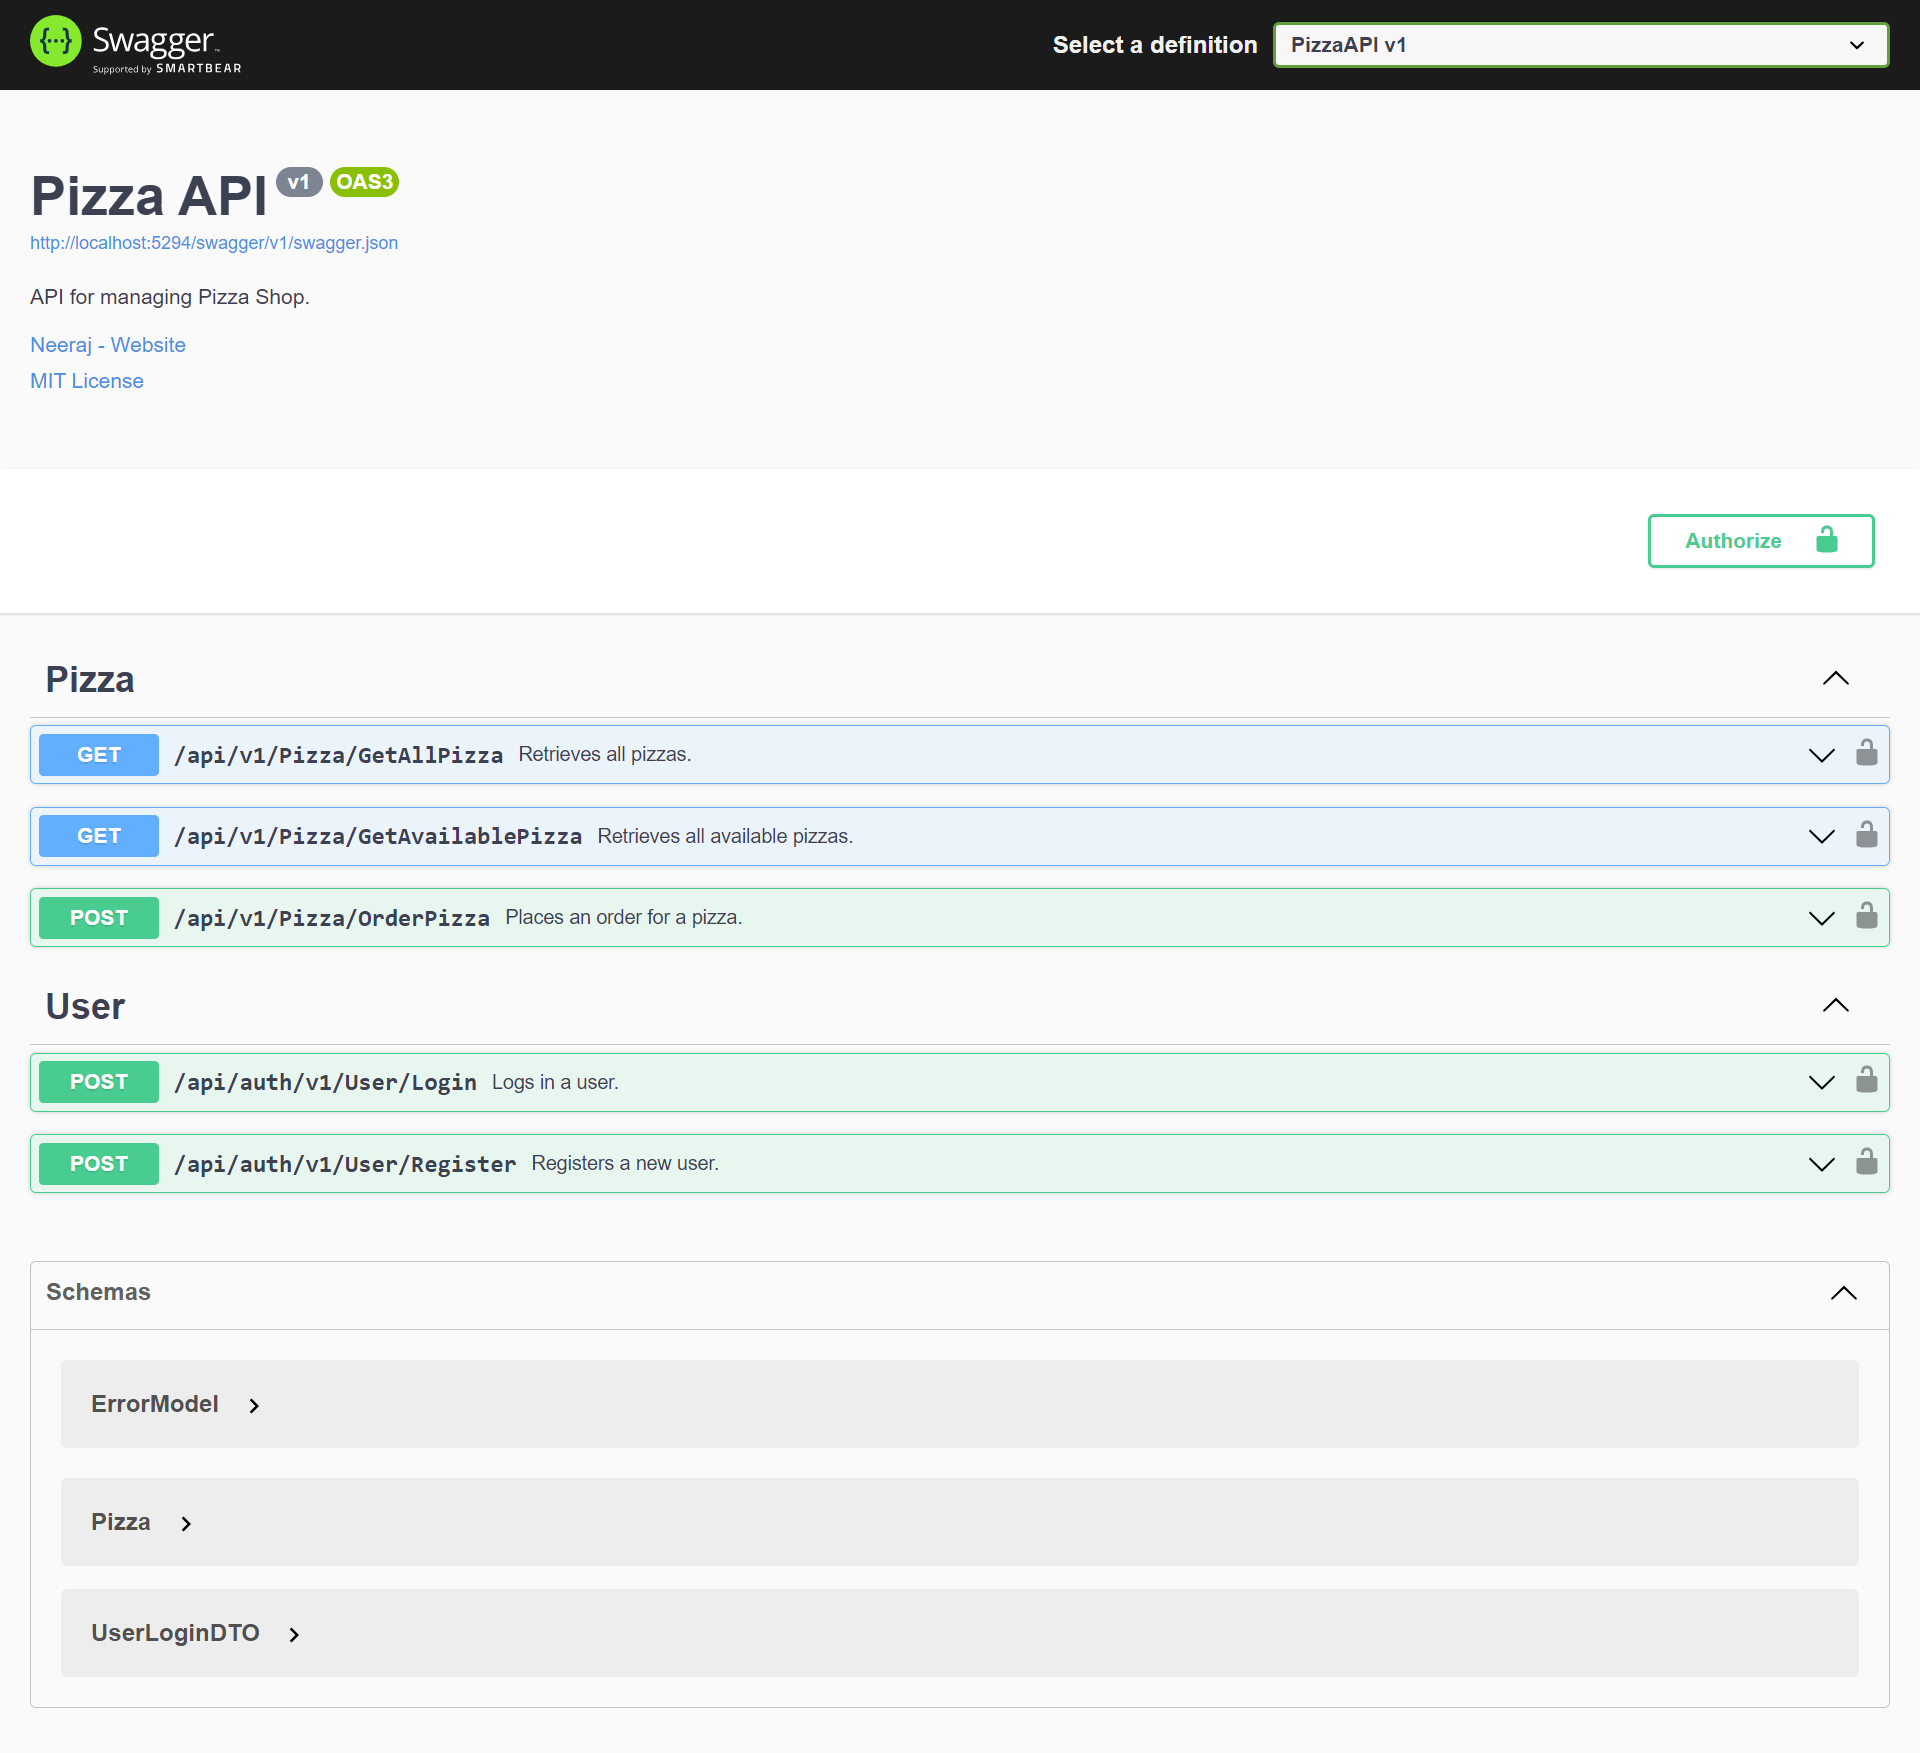 Swagger™
Supported by SMARTBEAR
Select a definition
PizzaAPI v1
Pizza API v1 OAS3
http://localhost:5294/swagger/v1/swagger.json
API for managing Pizza Shop.
Neeraj - Website
MIT License
Authorize
Pizza
GET /api/v1/Pizza/GetAllPizza Retrieves all pizzas.
GET /api/v1/Pizza/GetAvailablePizza Retrieves all available pizzas.
POST /api/v1/Pizza/OrderPizza Places an order for a pizza.
User
POST /api/auth/v1/User/Login Logs in a user.
POST /api/auth/v1/User/Register Registers a new user.
Schemas
ErrorModel
Pizza
UserLoginDTO